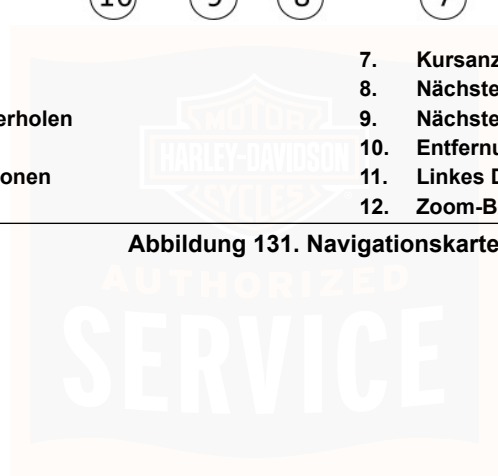 10 9 8 7
7. Kursanz
8. Nächste
erholen 9. Nächste
10. Entfernu
onen 11. Linkes D
12. Zoom-B
Abbildung 131. Navigationskarte
MOTOR
HARLEY-DAVIDSON
CYCLES
AUTHORIZED
SERVICE